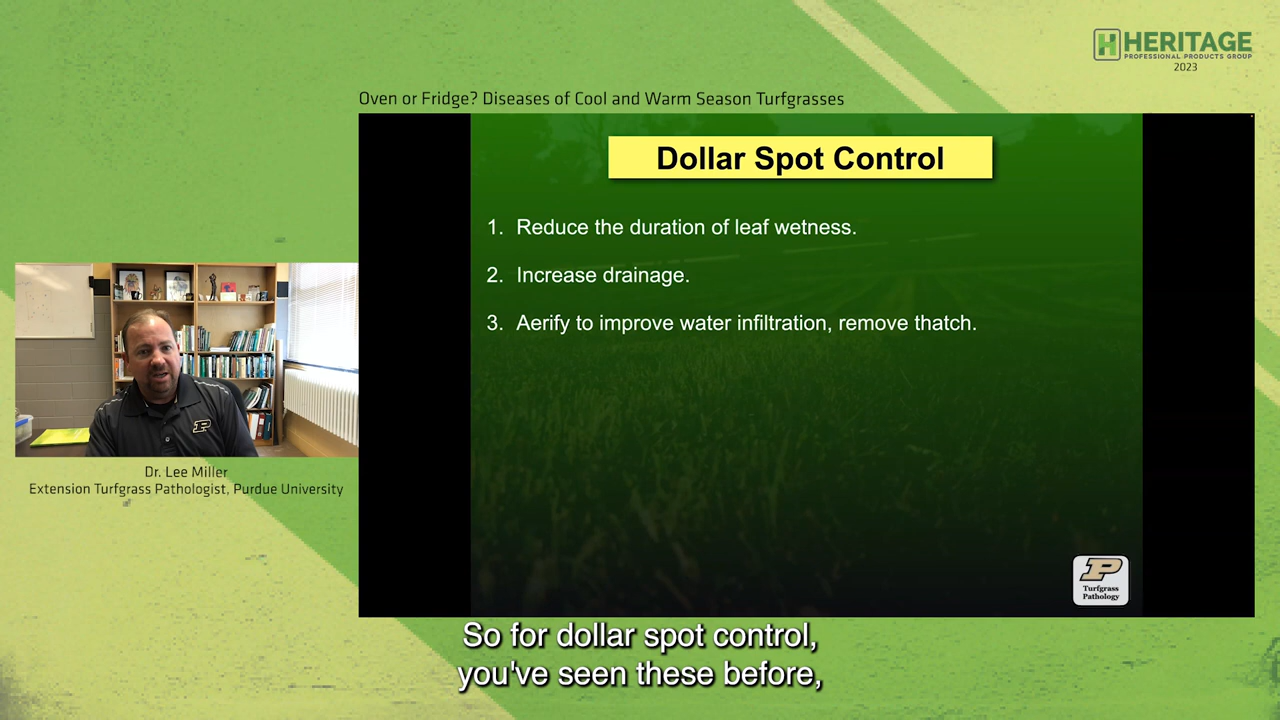 HERITAGE
PROFESSIONAL PRODUCTS GROUP
2023
Oven or Fridge? Diseases of Cool and Warm Season Turfgrasses
Dollar Spot Control
1. Reduce the duration of leaf wetness.
2. Increase drainage.
3. Aerify to improve water infiltration, remove thatch.
P
Dr. Lee Miller
Extension Turfgrass Pathologist, Purdue University
P
Turfgrass
Pathology
So for dollar spot control,
you've seen these before,